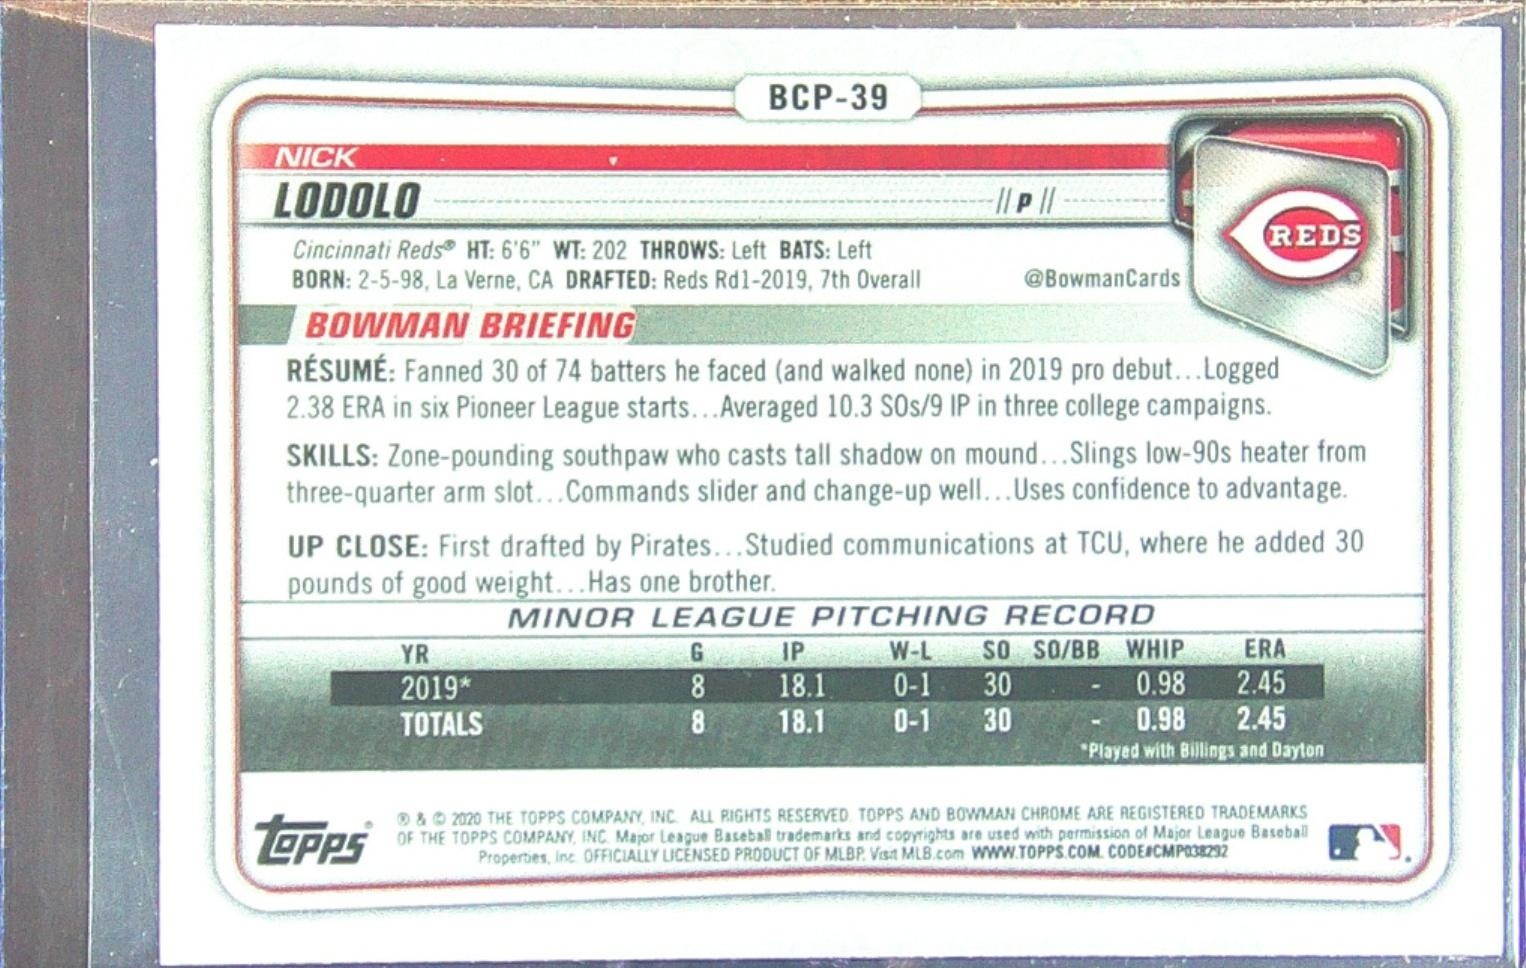 BCP-39
NICK
LODOLO // P //
REDS
Cincinnati Reds® HT: 6'6" WT: 202 THROWS: Left BATS: Left
BORN: 2-5-98, La Verne, CA DRAFTED: Reds Rd1-2019, 7th Overall @BowmanCards
BOWMAN BRIEFING
RÉSUMÉ: Fanned 30 of 74 batters he faced (and walked none) in 2019 pro debut...Logged
2.38 ERA in six Pioneer League starts...Averaged 10.3 SOs/9 IP in three college campaigns.
SKILLS: Zone-pounding southpaw who casts tall shadow on mound...Slings low-90s heater from
three-quarter arm slot...Commands slider and change-up well...Uses confidence to advantage.
UP CLOSE: First drafted by Pirates...Studied communications at TCU, where he added 30
pounds of good weight...Has one brother.
MINOR LEAGUE PITCHING RECORD
YR G IP W-L SO SO/BB WHIP ERA
2019* 8 18.1 0-1 30 - 0.98 2.45
TOTALS 8 18.1 0-1 30 - 0.98 2.45
*Played with Billings and Dayton
Topps®
® & © 2020 THE TOPPS COMPANY, INC. ALL RIGHTS RESERVED. TOPPS AND BOWMAN CHROME ARE REGISTERED TRADEMARKS
OF THE TOPPS COMPANY, INC. Major League Baseball trademarks and copyrights are used with permission of Major League Baseball
Properties, Inc. OFFICIALLY LICENSED PRODUCT OF MLBP. Visit MLB.com WWW.TOPPS.COM. CODE#CMP038292